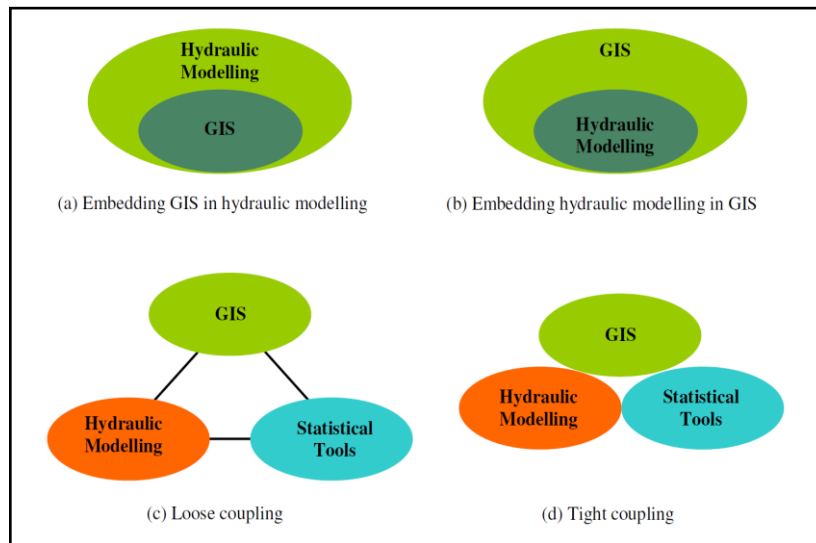 Hydraulic
Modelling
GIS
(a) Embedding GIS in hydraulic modelling
GIS
Hydraulic
Modelling
(b) Embedding hydraulic modelling in GIS
GIS
Hydraulic
Modelling
Statistical
Tools
(c) Loose coupling
GIS
Hydraulic
Modelling
Statistical
Tools
(d) Tight coupling